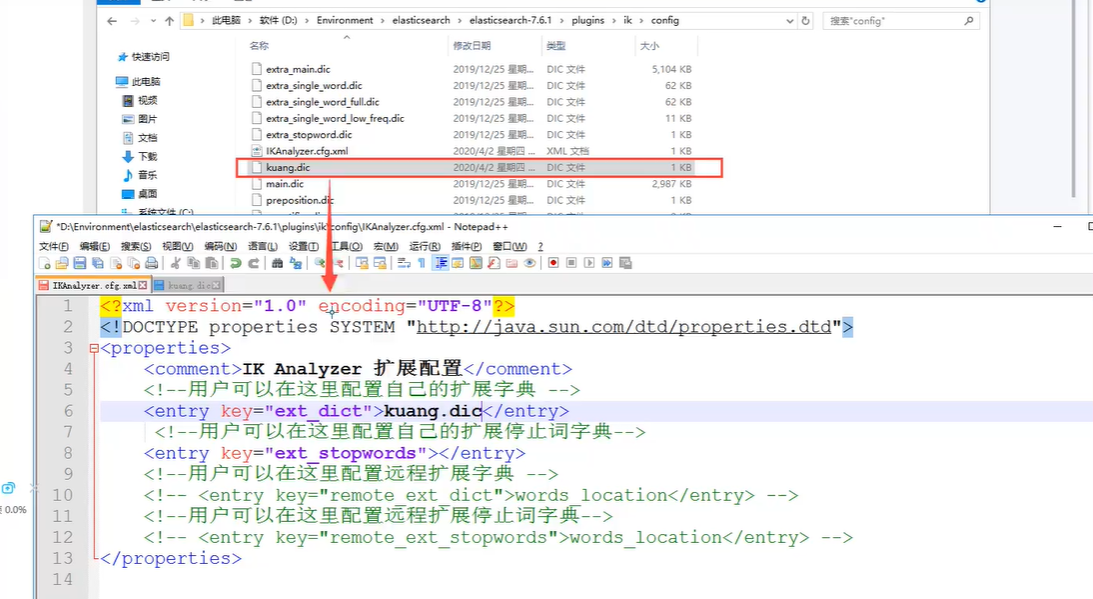 此电脑 › 软件 (D:) › Environment › elasticsearch › elasticsearch-7.6.1 › plugins › ik › config
搜索"config"
名称 修改日期 类型 大小
快速访问
此电脑
视频
图片
文档
下载
音乐
桌面
系统文件 (C:)
extra_main.dic 2019/12/25 星期... DIC 文件 5,104 KB
extra_single_word.dic 2019/12/25 星期... DIC 文件 62 KB
extra_single_word_full.dic 2019/12/25 星期... DIC 文件 62 KB
extra_single_word_low_freq.dic 2019/12/25 星期... DIC 文件 11 KB
extra_stopword.dic 2019/12/25 星期... DIC 文件 1 KB
IKAnalyzer.cfg.xml 2020/4/2 星期四 ... XML 文档 1 KB
kuang.dic 2020/4/2 星期四 ... DIC 文件 1 KB
main.dic 2019/12/25 星期... DIC 文件 2,987 KB
preposition.dic 2019/12/25 星期... DIC 文件 1 KB
*D:\Environment\elasticsearch\elasticsearch-7.6.1\plugins\ik\config\IKAnalyzer.cfg.xml - Notepad++
文件(F) 编辑(E) 搜索(S) 视图(V) 编码(N) 语言(L) 设置(T) 工具(O) 宏(M) 运行(R) 插件(P) 窗口(W) ?
IKAnalyzer.cfg.xml kuang.dic
1 <?xml version="1.0" encoding="UTF-8"?>
2 <!DOCTYPE properties SYSTEM "http://java.sun.com/dtd/properties.dtd">
3 <properties>
4 <comment>IK Analyzer 扩展配置</comment>
5 <!--用户可以在这里配置自己的扩展字典 -->
6 <entry key="ext_dict">kuang.dic</entry>
7 <!--用户可以在这里配置自己的扩展停止词字典-->
8 <entry key="ext_stopwords"></entry>
9 <!--用户可以在这里配置远程扩展字典 -->
10 <!-- <entry key="remote_ext_dict">words_location</entry> -->
11 <!--用户可以在这里配置远程扩展停止词字典-->
12 <!-- <entry key="remote_ext_stopwords">words_location</entry> -->
13 </properties>
14
0.0%